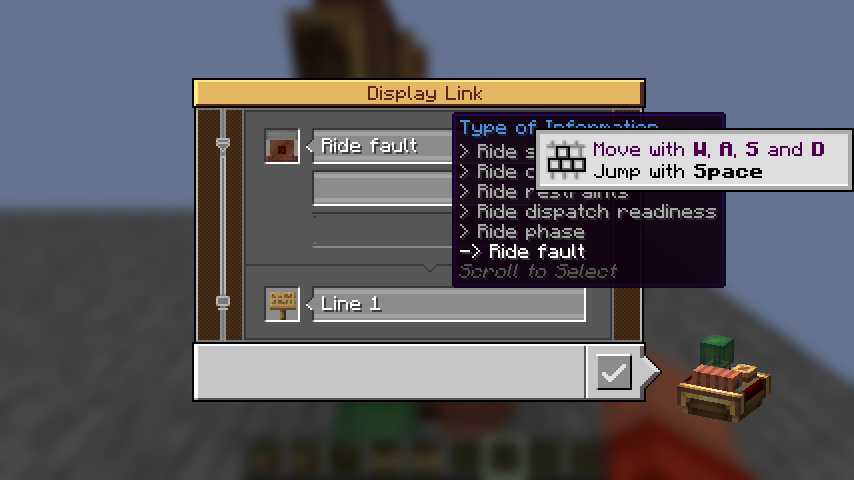 Display Link
Ride fault
Type of Information
> Ride
> Ride
> Ride restraints
> Ride dispatch readiness
> Ride phase
-> Ride fault
Scroll to Select
Move with W, A, S and D
Jump with Space
Line 1